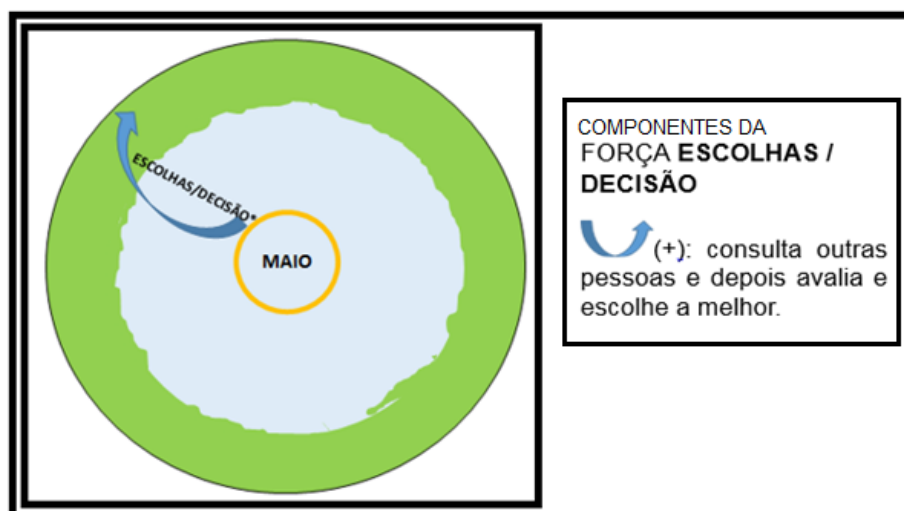 ESCOLHAS/DECISÃO*
MAIO
COMPONENTES DA
FORÇA ESCOLHAS /
DECISÃO
(+): consulta outras
pessoas e depois avalia e
escolhe a melhor.